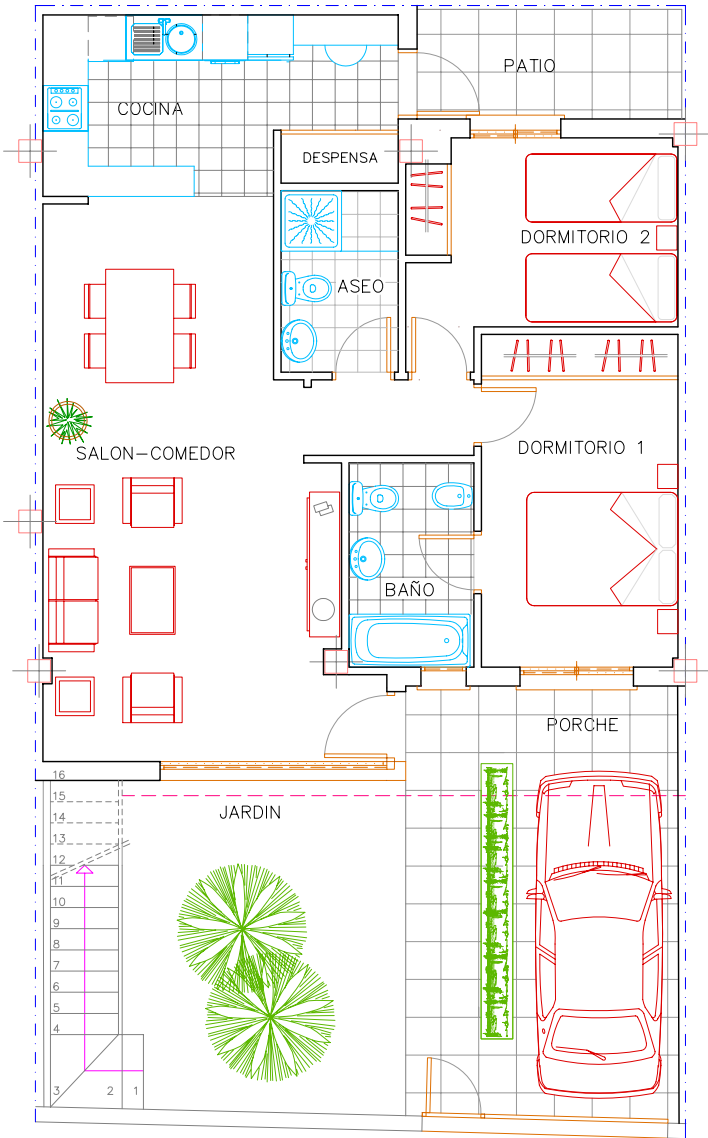 PATIO
COCINA
DESPENSA
DORMITORIO 2
ASEO
DORMITORIO 1
SALON-COMEDOR
BAÑO
PORCHE
JARDIN
16
15
14
13
12
11
10
9
8
7
6
5
4
3 2 1